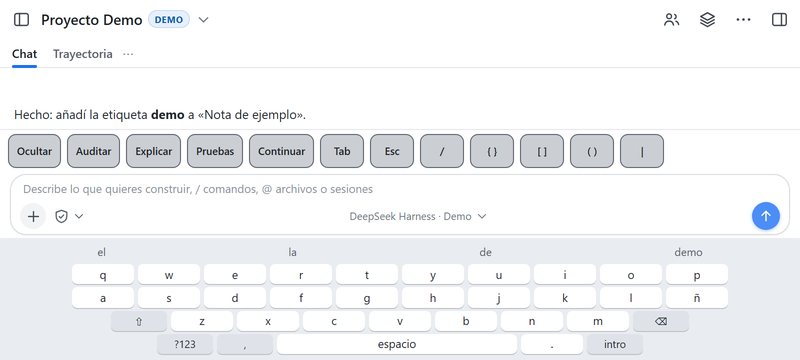 Proyecto Demo DEMO
Chat Trayectoria ...
Hecho: añadí la etiqueta demo a «Nota de ejemplo».
Ocultar Auditar Explicar Pruebas Continuar Tab Esc / { } [ ] ( ) |
Describe lo que quieres construir, / comandos, @ archivos o sesiones
DeepSeek Harness · Demo
el la de demo
q w e r t y u i o p
a s d f g h j k l ñ
⇧ z x c v b n m ⌫
?123 , espacio . intro